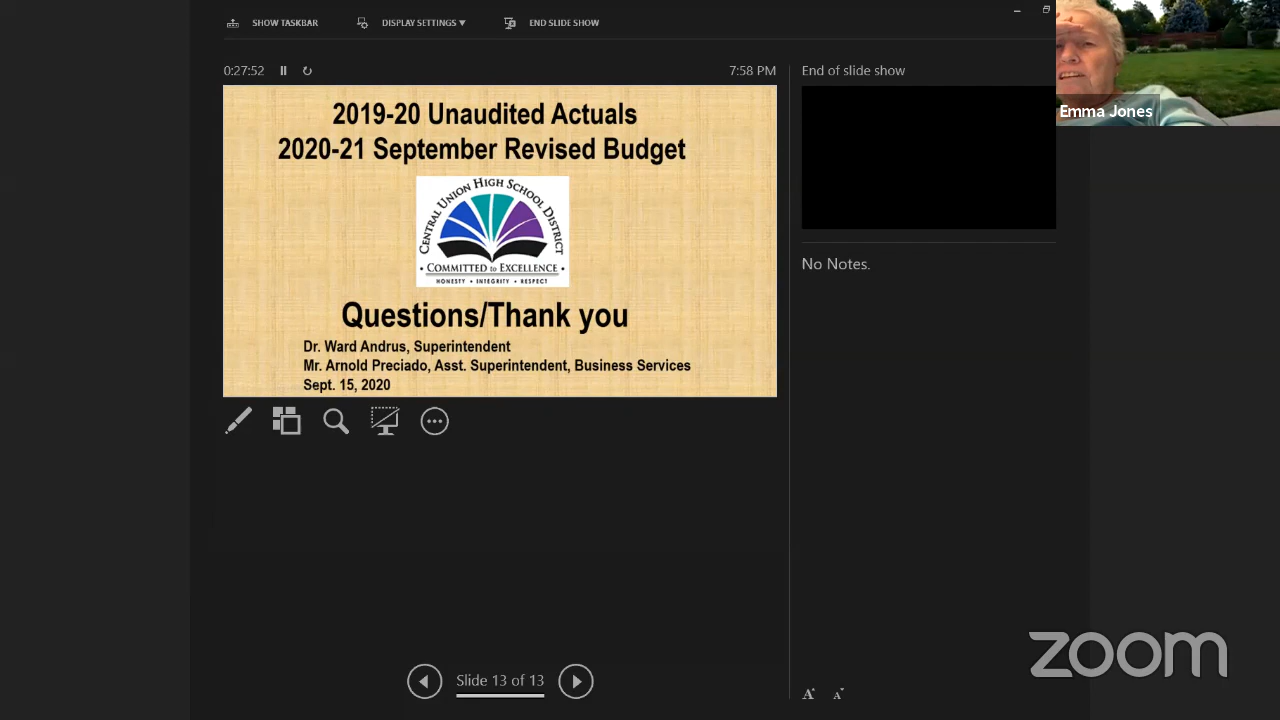 SHOW TASKBAR
DISPLAY SETTINGS ▼
END SLIDE SHOW
0:27:52
7:58 PM
End of slide show
Emma Jones
2019-20 Unaudited Actuals
2020-21 September Revised Budget
CENTRAL UNION HIGH SCHOOL DISTRICT
• COMMITTED to EXCELLENCE •
HONESTY • INTEGRITY • RESPECT
Questions/Thank you
Dr. Ward Andrus, Superintendent
Mr. Arnold Preciado, Asst. Superintendent, Business Services
Sept. 15, 2020
No Notes.
Slide 13 of 13
A A
zoom